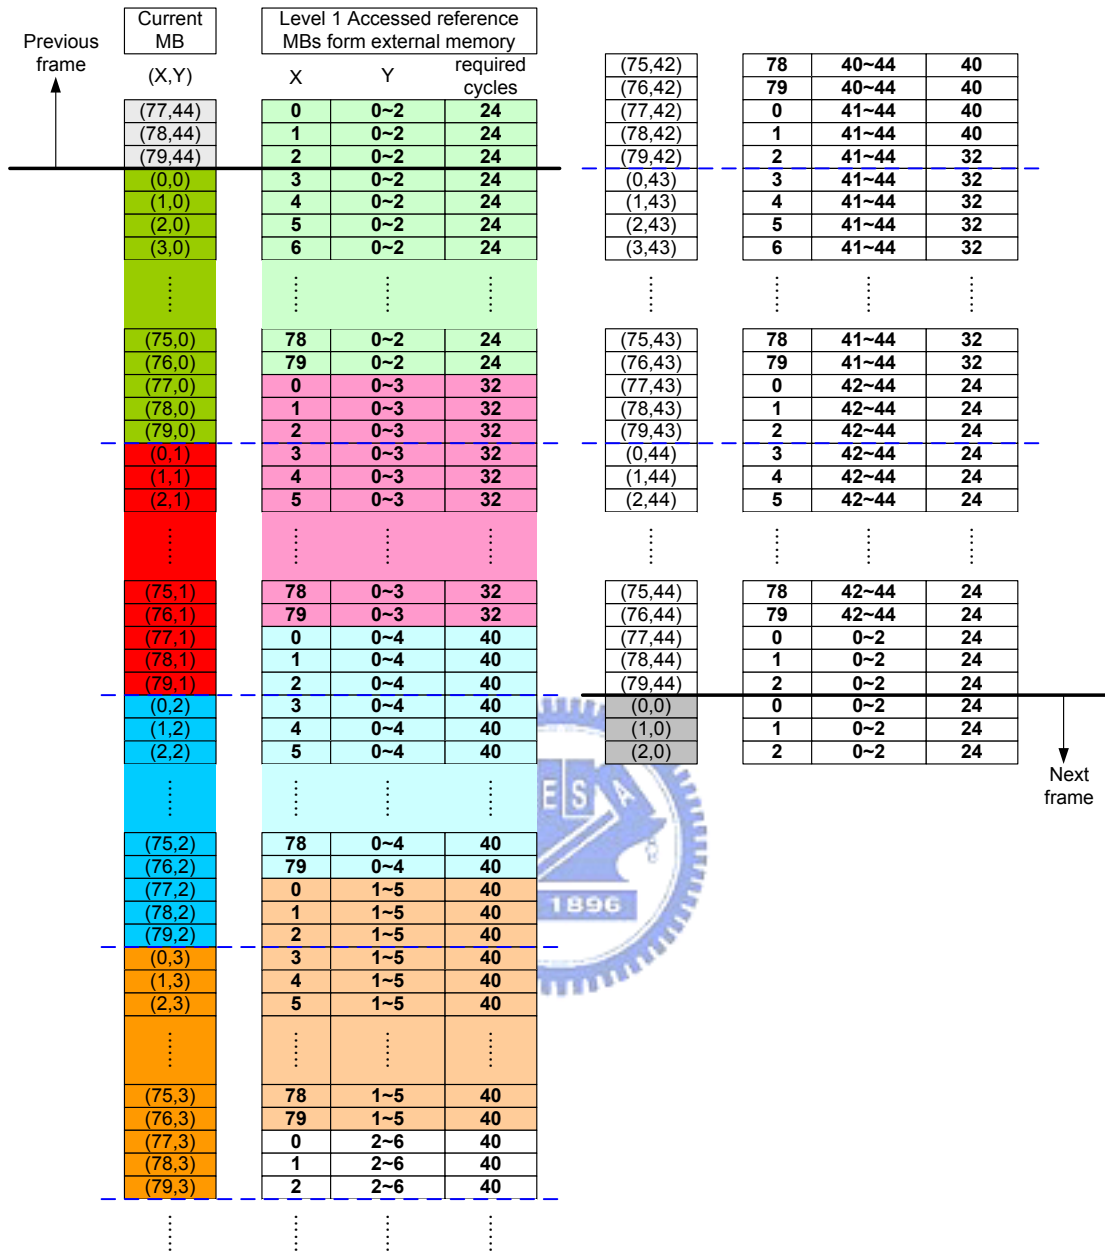 Current MB
Level 1 Accessed reference MBs form external memory
Previous frame
(X,Y) X Y required cycles
(77,44) 0 0~2 24
(78,44) 1 0~2 24
(79,44) 2 0~2 24
(0,0) 3 0~2 24
(1,0) 4 0~2 24
(2,0) 5 0~2 24
(3,0) 6 0~2 24
(75,0) 78 0~2 24
(76,0) 79 0~2 24
(77,0) 0 0~3 32
(78,0) 1 0~3 32
(79,0) 2 0~3 32
(0,1) 3 0~3 32
(1,1) 4 0~3 32
(2,1) 5 0~3 32
(75,1) 78 0~3 32
(76,1) 79 0~3 32
(77,1) 0 0~4 40
(78,1) 1 0~4 40
(79,1) 2 0~4 40
(0,2) 3 0~4 40
(1,2) 4 0~4 40
(2,2) 5 0~4 40
(75,2) 78 0~4 40
(76,2) 79 0~4 40
(77,2) 0 1~5 40
(78,2) 1 1~5 40
(79,2) 2 1~5 40
(0,3) 3 1~5 40
(1,3) 4 1~5 40
(2,3) 5 1~5 40
(75,3) 78 1~5 40
(76,3) 79 1~5 40
(77,3) 0 2~6 40
(78,3) 1 2~6 40
(79,3) 2 2~6 40
(75,42) 78 40~44 40
(76,42) 79 40~44 40
(77,42) 0 41~44 40
(78,42) 1 41~44 40
(79,42) 2 41~44 32
(0,43) 3 41~44 32
(1,43) 4 41~44 32
(2,43) 5 41~44 32
(3,43) 6 41~44 32
(75,43) 78 41~44 32
(76,43) 79 41~44 32
(77,43) 0 42~44 24
(78,43) 1 42~44 24
(79,43) 2 42~44 24
(0,44) 3 42~44 24
(1,44) 4 42~44 24
(2,44) 5 42~44 24
(75,44) 78 42~44 24
(76,44) 79 42~44 24
(77,44) 0 0~2 24
(78,44) 1 0~2 24
(79,44) 2 0~2 24
(0,0) 0 0~2 24
(1,0) 1 0~2 24
(2,0) 2 0~2 24
Next frame
E S A
1896